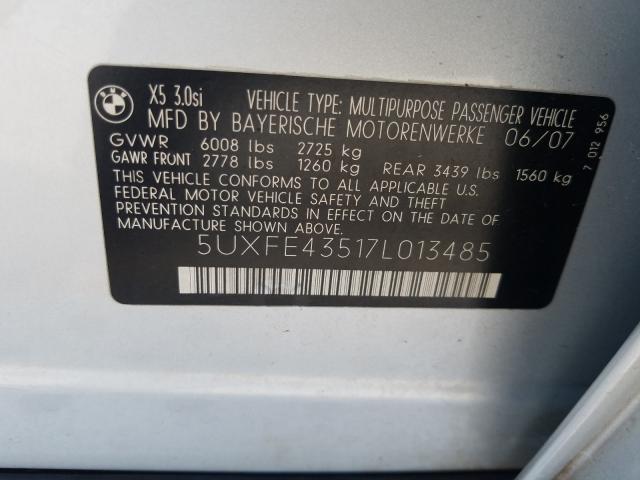 BMW
X5 3.0si VEHICLE TYPE: MULTIPURPOSE PASSENGER VEHICLE
MFD BY BAYERISCHE MOTORENWERKE 06/07
GVWR 6008 lbs 2725 kg
GAWR FRONT 2778 lbs 1260 kg REAR 3439 lbs 1560 kg
THIS VEHICLE CONFORMS TO ALL APPLICABLE U.S.
FEDERAL MOTOR VEHICLE SAFETY AND THEFT
PREVENTION STANDARDS IN EFFECT ON THE DATE OF
MANUFACTURE SHOWN ABOVE.
5UXFE43517L013485
7 012 956